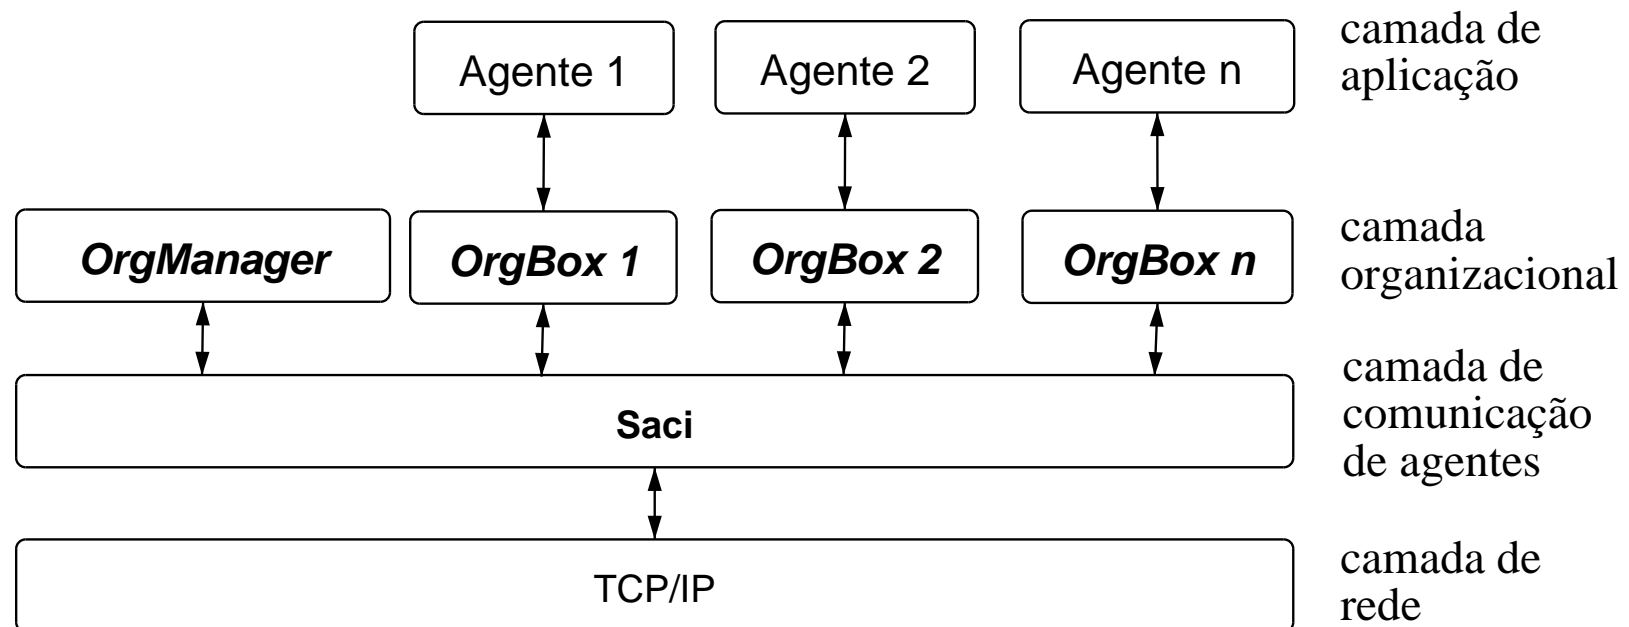 Agente 1
Agente 2
Agente n
camada de
aplicação
OrgManager
OrgBox 1
OrgBox 2
OrgBox n
camada
organizacional
Saci
camada de
comunicação
de agentes
TCP/IP
camada de
rede